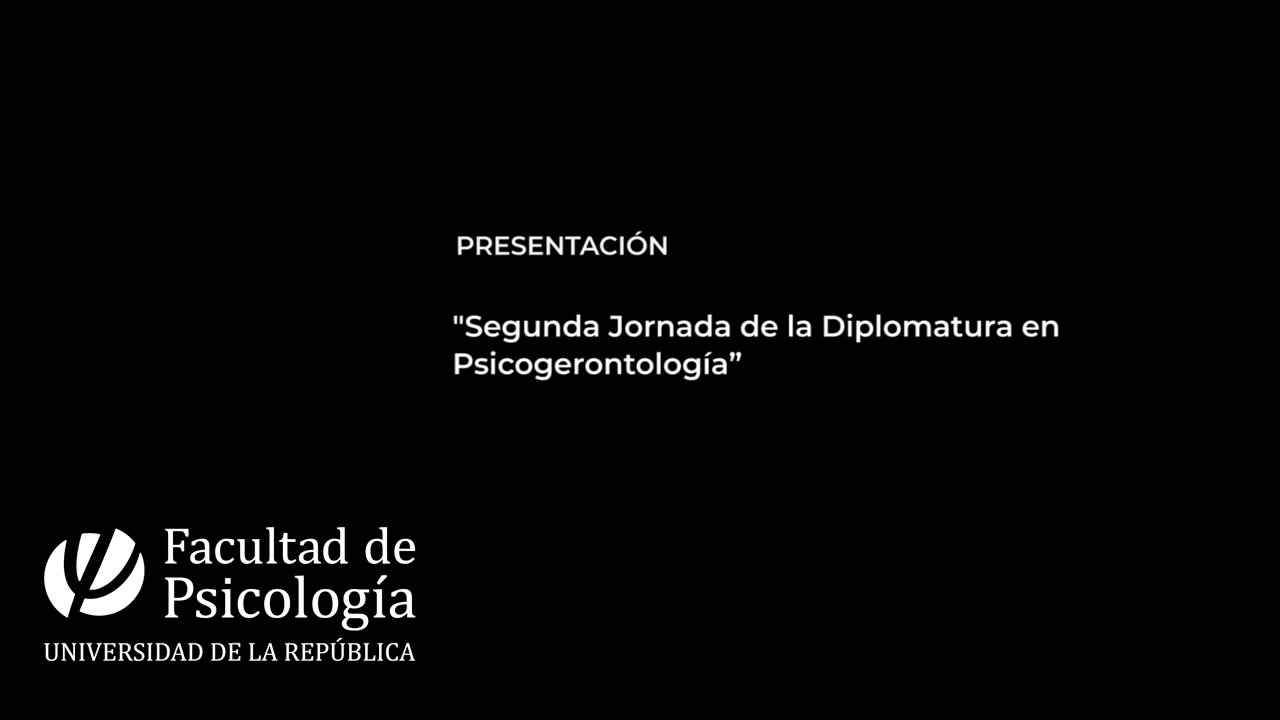 PRESENTACIÓN
"Segunda Jornada de la Diplomatura en
Psicogerontología”
Facultad de
Psicología
UNIVERSIDAD DE LA REPÚBLICA